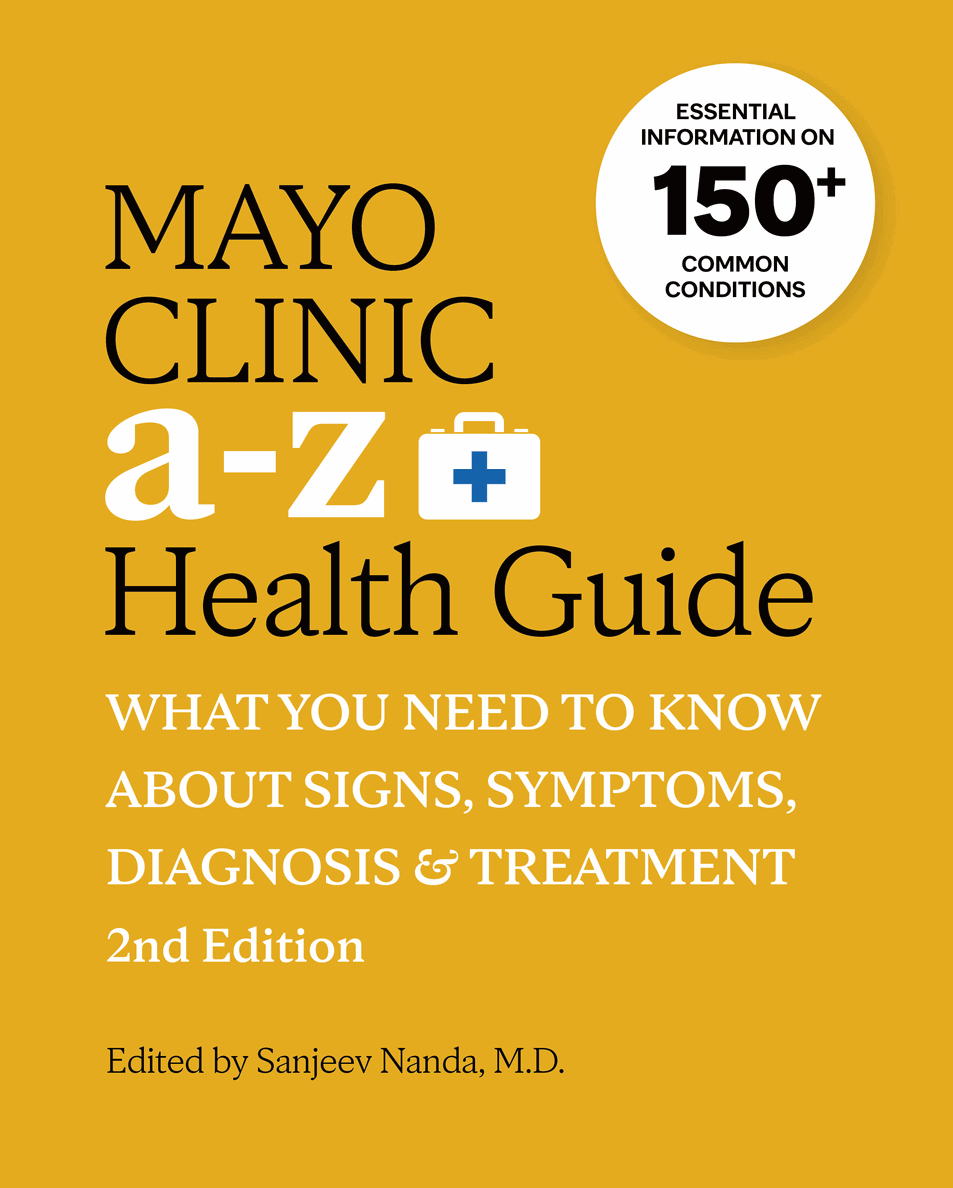 ESSENTIAL
INFORMATION ON
150+
COMMON
CONDITIONS
MAYO
CLINIC
a-z
Health Guide
WHAT YOU NEED TO KNOW
ABOUT SIGNS, SYMPTOMS,
DIAGNOSIS & TREATMENT
2nd Edition
Edited by Sanjeev Nanda, M.D.